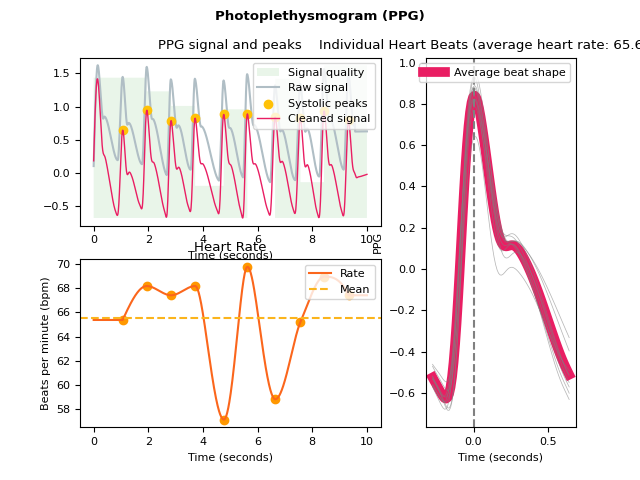 Photoplethysmogram (PPG)
PPG signal and peaks
Individual Heart Beats (average heart rate: 65.6
1.5
1.0
0.5
0.0
−0.5
Signal quality
Raw signal
Systolic peaks
Cleaned signal
0
2
4
6
8
10
Time (seconds)
Heart Rate
Beats per minute (bpm)
70
68
66
64
62
60
58
Rate
Mean
0
2
4
6
8
10
Time (seconds)
PPG
1.0
0.8
0.6
0.4
0.2
0.0
−0.2
−0.4
−0.6
Average beat shape
0.0
0.5
Time (seconds)